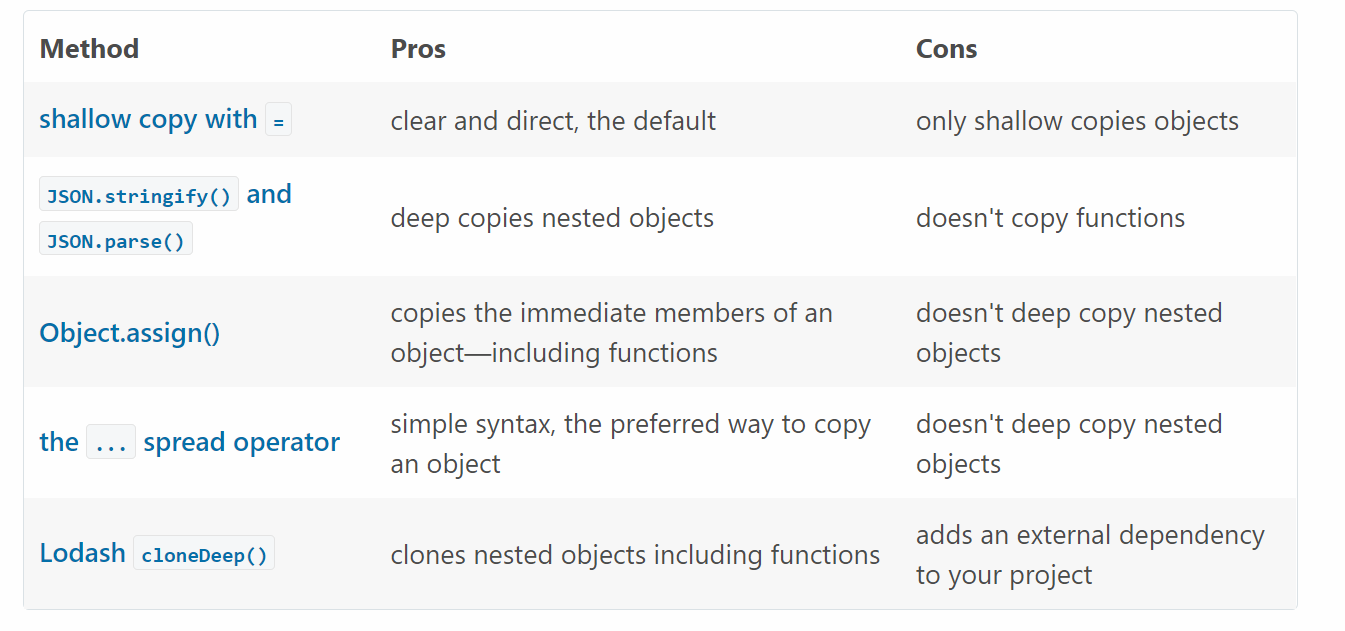 Method Pros Cons
shallow copy with = clear and direct, the default only shallow copies objects
JSON.stringify() and
JSON.parse()
deep copies nested objects doesn't copy functions
Object.assign()
copies the immediate members of an
object—including functions
doesn't deep copy nested
objects
the ... spread operator
simple syntax, the preferred way to copy
an object
doesn't deep copy nested
objects
Lodash cloneDeep() clones nested objects including functions
adds an external dependency
to your project